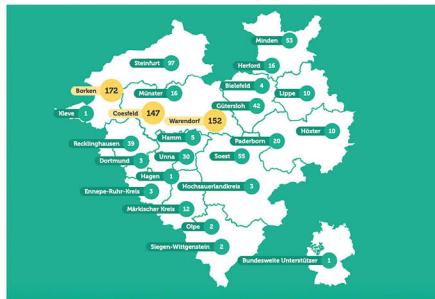 Minden 53
Steinfurt 97
Herford 16
Borken 172
Bielefeld 4
Münster 16
Lippe 10
Gütersloh 42
Kleve 1
Coesfeld 147
Warendorf 152
Höxter 10
Hamm 5
Paderborn 20
Recklinghausen 39
Unna 30
Soest 55
Dortmund 3
Hagen 1
Ennepe-Ruhr-Kreis 3
Hochsauerlandkreis 3
Märkischer Kreis 12
Olpe 2
Siegen-Wittgenstein 2
Bundesweite Unterstützer 1